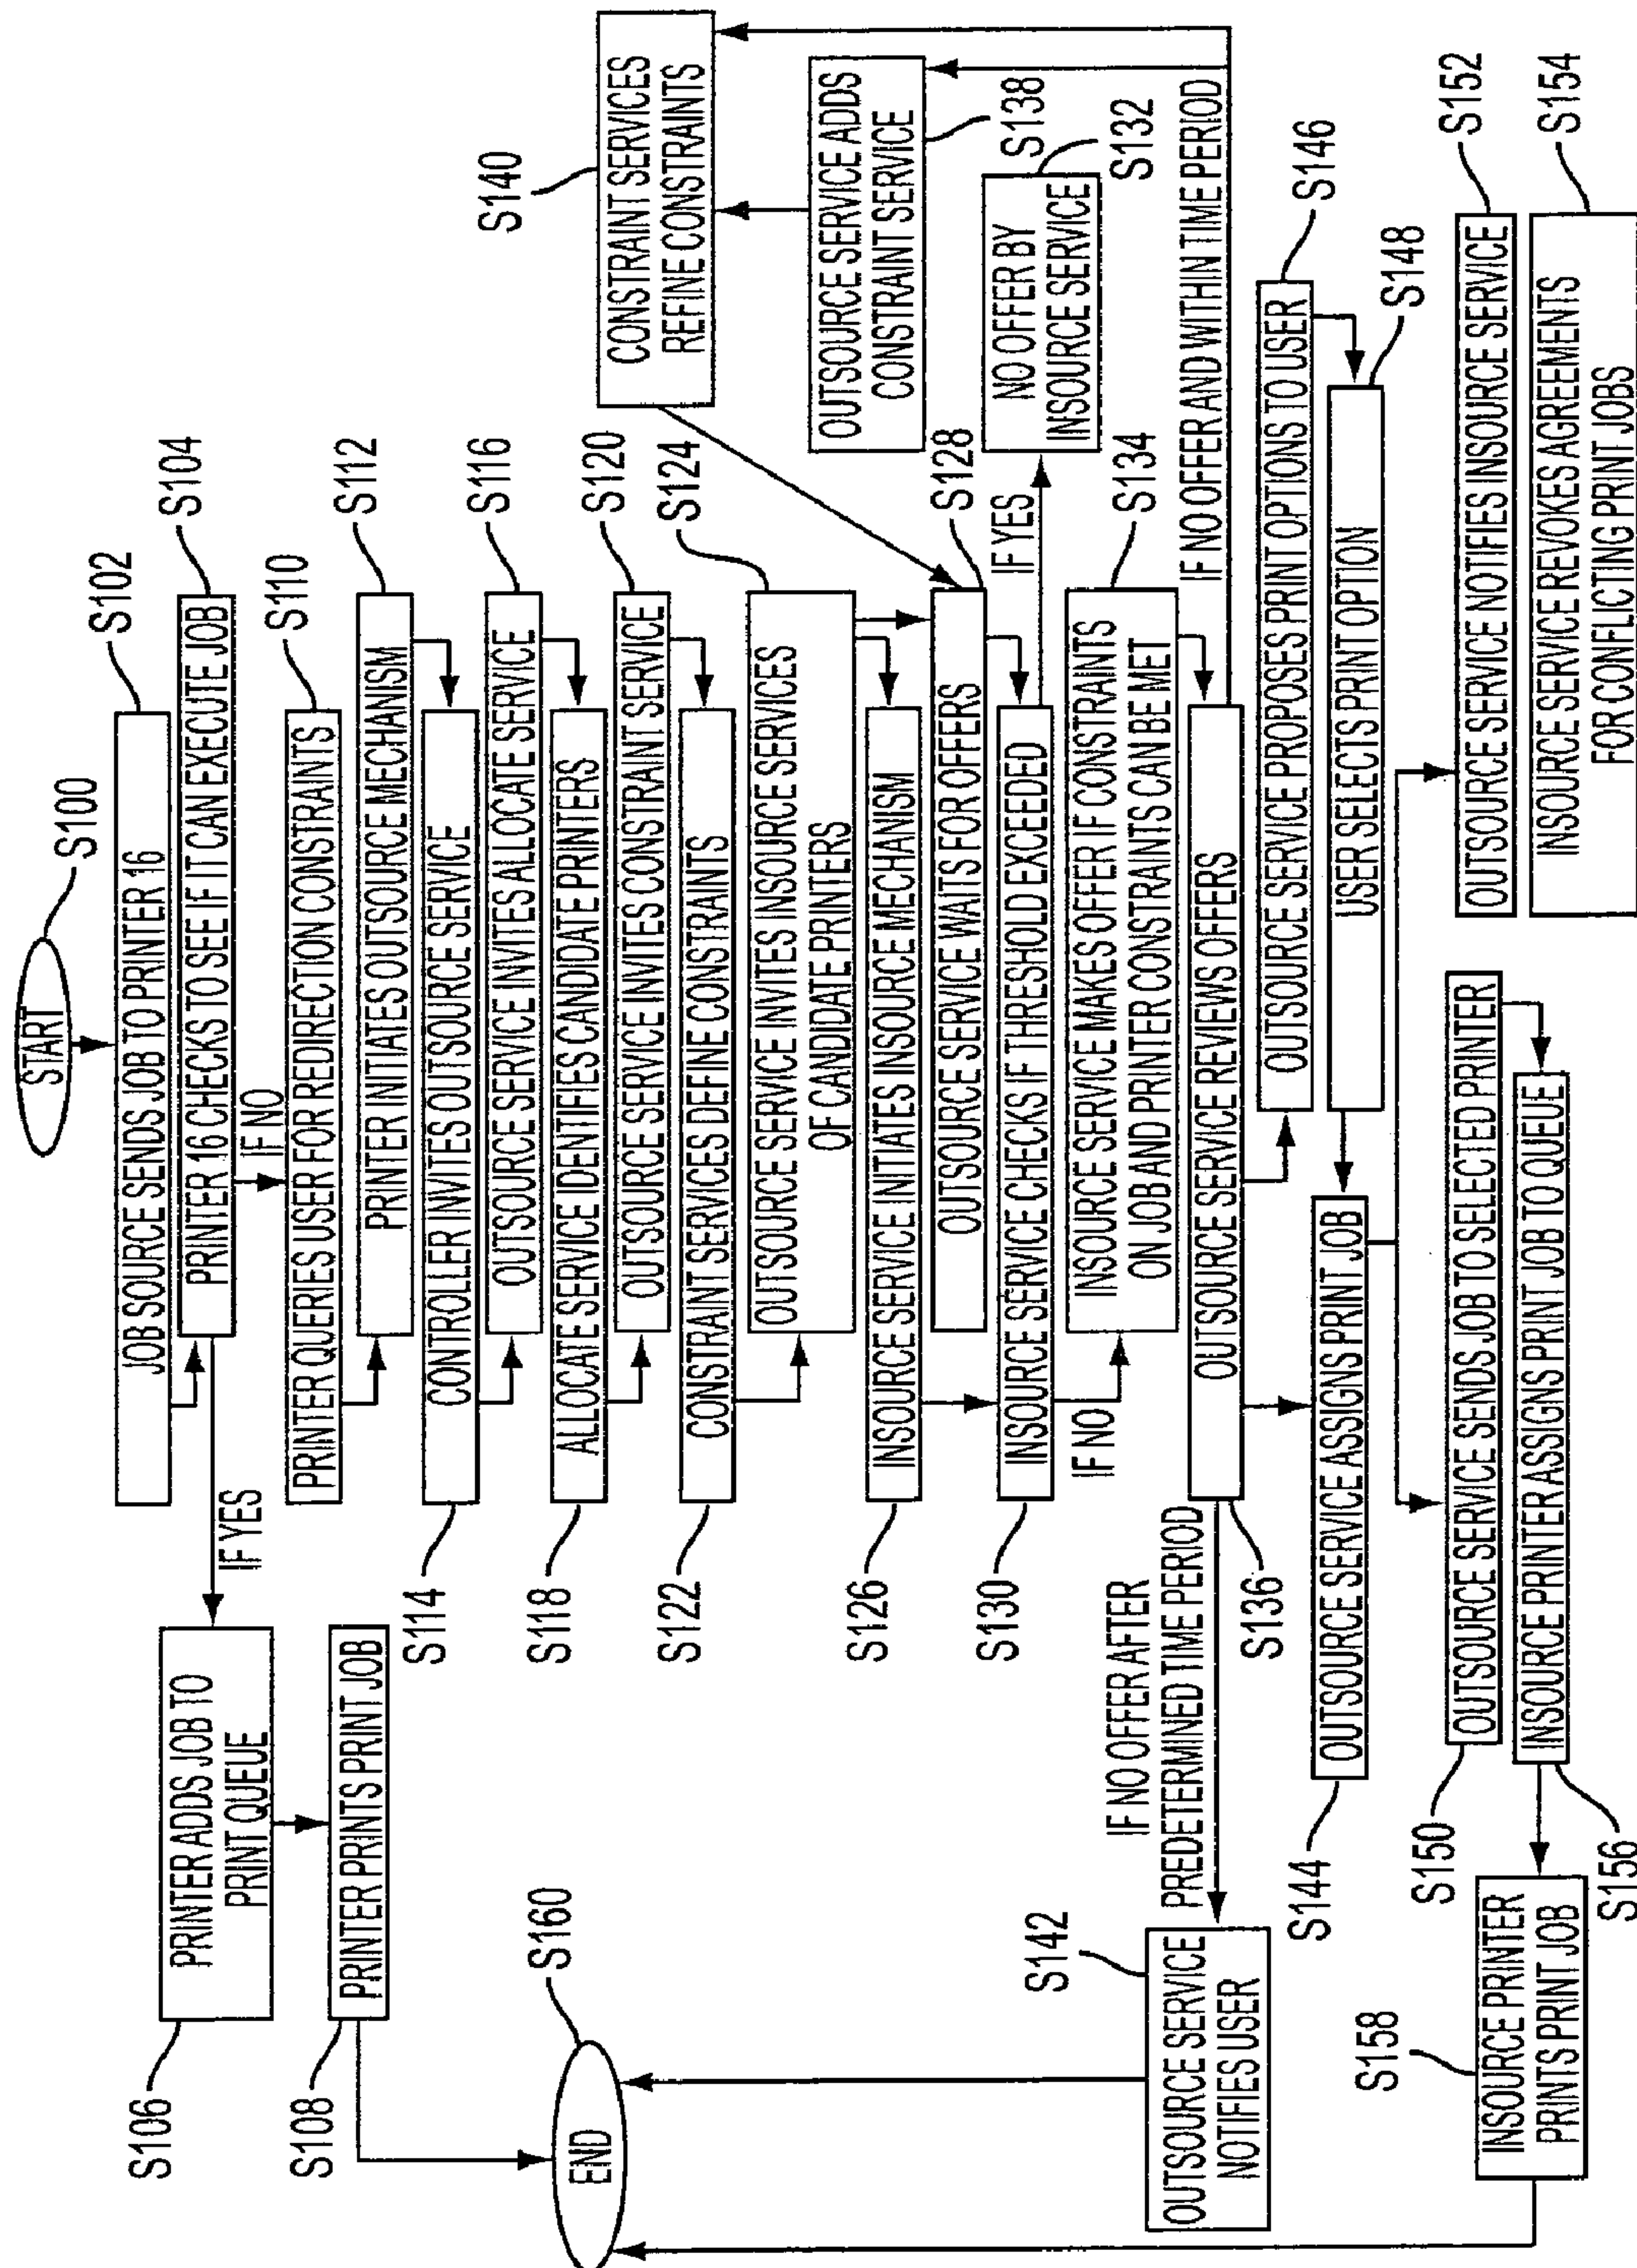 START
S100
JOB SOURCE SENDS JOB TO PRINTER 16
S102
PRINTER 16 CHECKS TO SEE IF IT CAN EXECUTE JOB
S104
IF YES
IF NO
PRINTER ADDS JOB TO
PRINT QUEUE
S106
PRINTER PRINTS PRINT JOB
S108
PRINTER QUERIES USER FOR REDIRECTION CONSTRAINTS
S110
PRINTER INITIATES OUTSOURCE MECHANISM
S112
CONTROLLER INVITES OUTSOURCE SERVICE
S114
OUTSOURCE SERVICE INVITES ALLOCATE SERVICE
S116
ALLOCATE SERVICE IDENTIFIES CANDIDATE PRINTERS
S118
OUTSOURCE SERVICE INVITES CONSTRAINT SERVICE
S120
CONSTRAINT SERVICES DEFINE CONSTRAINTS
S122
OUTSOURCE SERVICE INVITES INSOURCE SERVICES
OF CANDIDATE PRINTERS
S124
INSOURCE SERVICE INITIATES INSOURCE MECHANISM
S126
OUTSOURCE SERVICE WAITS FOR OFFERS
S128
INSOURCE SERVICE CHECKS IF THRESHOLD EXCEEDED
S130
IF YES
NO OFFER BY
INSOURCE SERVICE
S132
IF NO
INSOURCE SERVICE MAKES OFFER IF CONSTRAINTS
ON JOB AND PRINTER CONSTRAINTS CAN BE MET
S134
OUTSOURCE SERVICE REVIEWS OFFERS
S136
IF NO OFFER AND WITHIN TIME PERIOD
OUTSOURCE SERVICE ADDS
CONSTRAINT SERVICE
S138
CONSTRAINT SERVICES
REFINE CONSTRAINTS
S140
IF NO OFFER AFTER
PREDETERMINED TIME PERIOD
OUTSOURCE SERVICE
NOTIFIES USER
S142
OUTSOURCE SERVICE ASSIGNS PRINT JOB
S144
OUTSOURCE SERVICE PROPOSES PRINT OPTIONS TO USER
S146
USER SELECTS PRINT OPTION
S148
OUTSOURCE SERVICE SENDS JOB TO SELECTED PRINTER
S150
OUTSOURCE SERVICE NOTIFIES INSOURCE SERVICE
S152
INSOURCE SERVICE REVOKES AGREEMENTS
FOR CONFLICTING PRINT JOBS
S154
INSOURCE PRINTER ASSIGNS PRINT JOB TO QUEUE
S156
INSOURCE PRINTER
PRINTS PRINT JOB
S158
END
S160